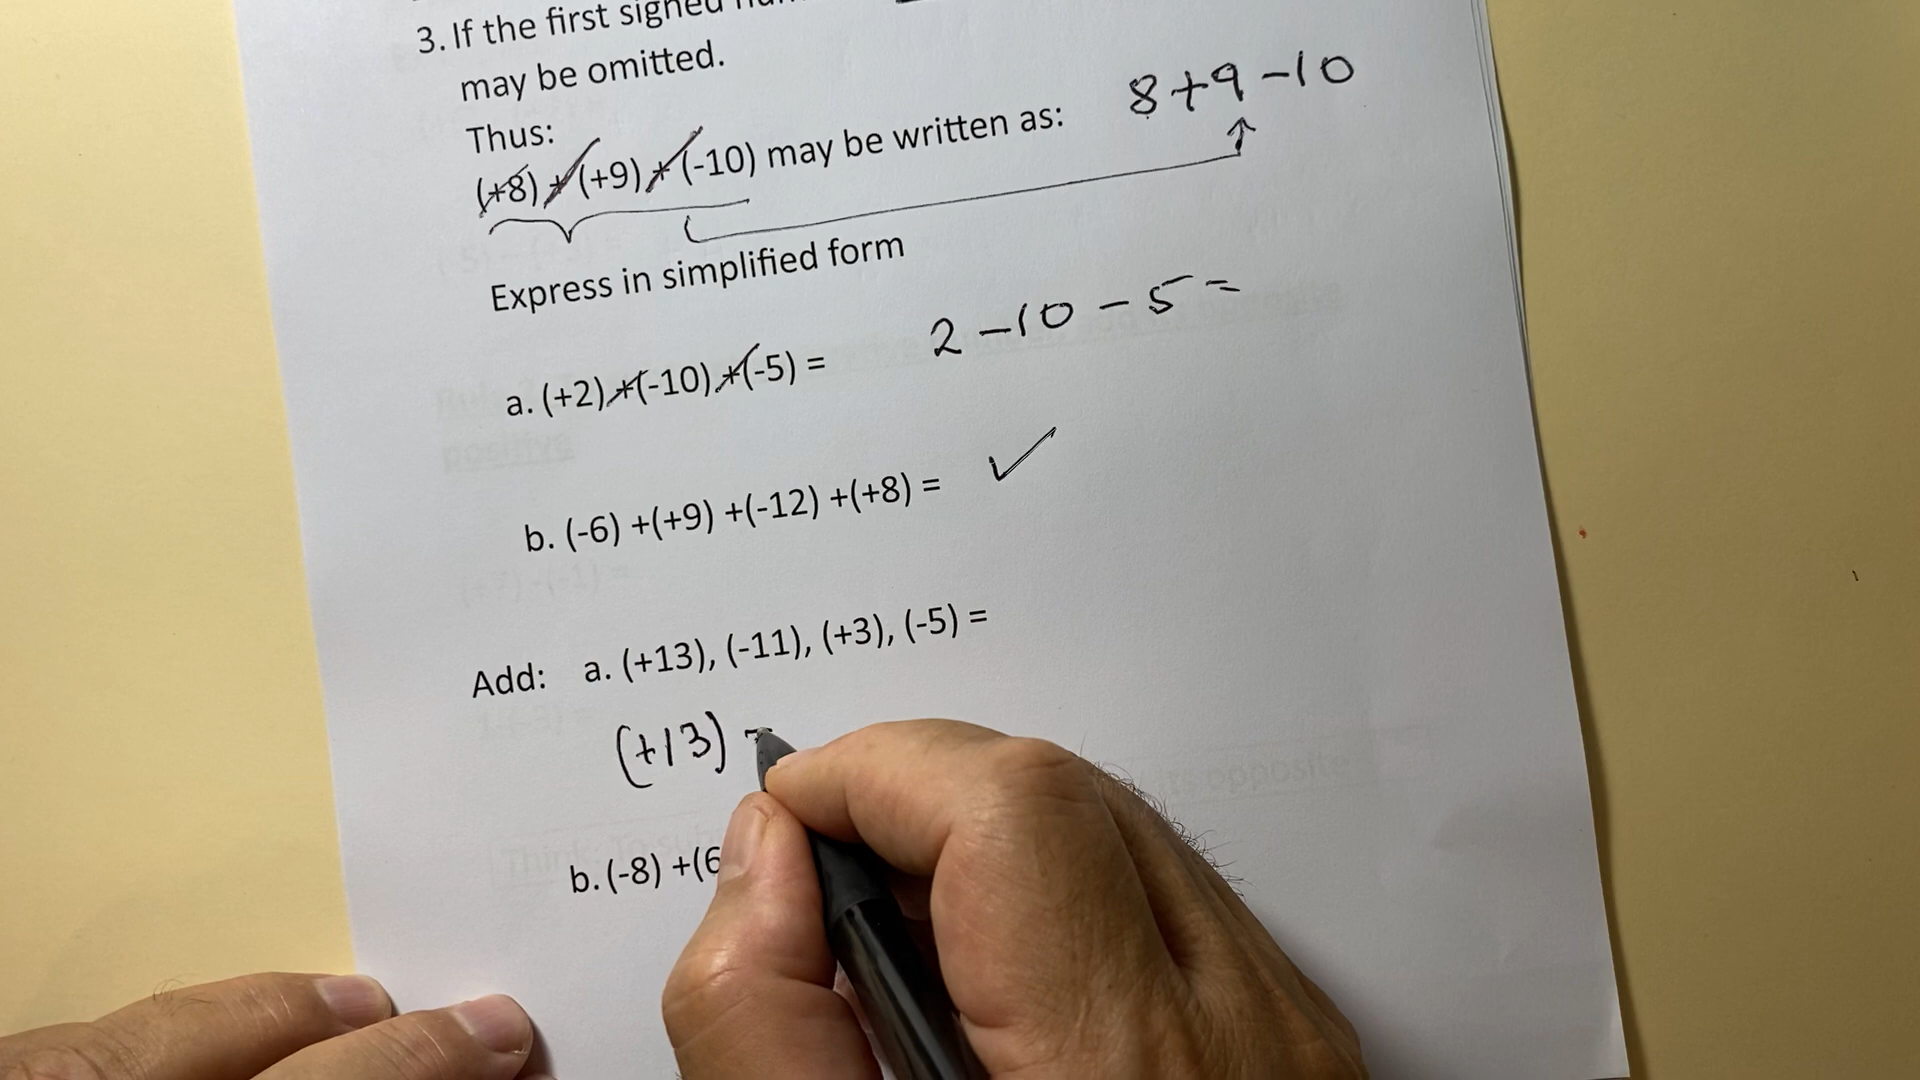 3. If the first signed
may be omitted.
Thus:
(+8) + (+9) + (-10) may be written as: 8+9-10
Express in simplified form
a. (+2) +(-10) +(-5) = 2-10-5=
b. (-6) +(+9) +(-12) +(+8) = ✓
Add: a. (+13), (-11), (+3), (-5) =
(+13)
b. (-8) +(6